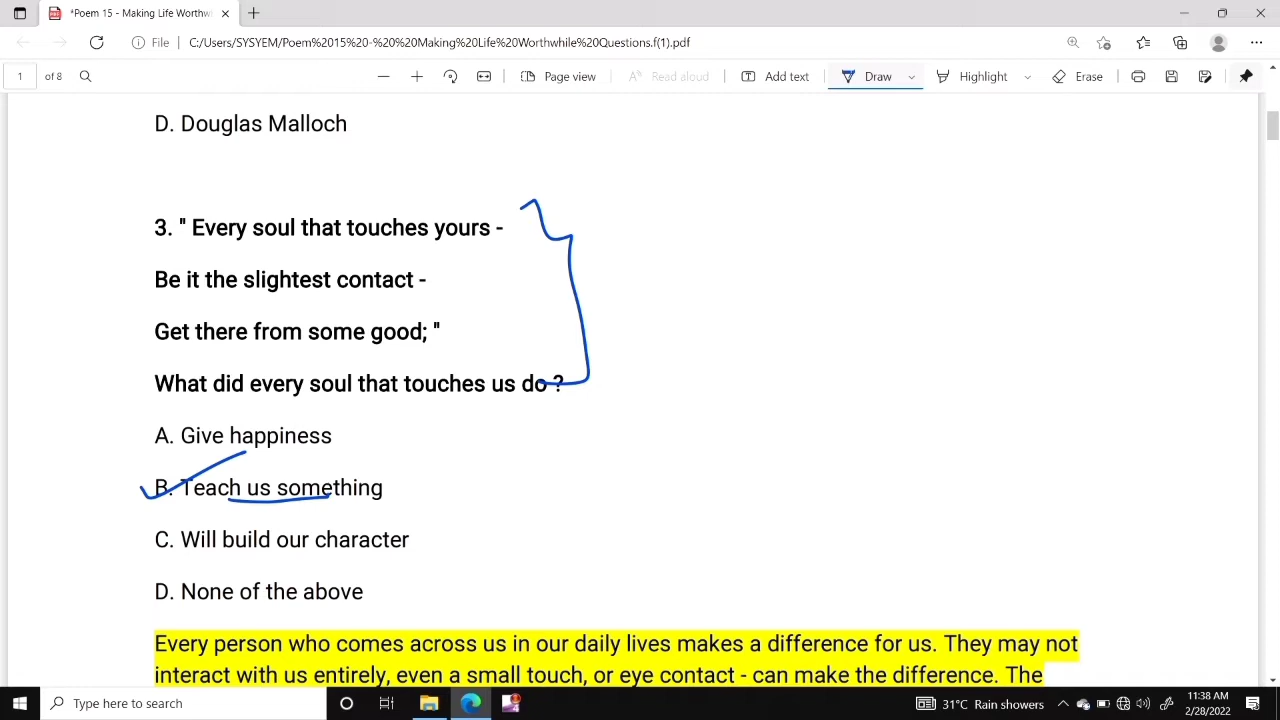 *Poem 15 - Making Life Worthwl
File
C:/Users/SYSYEM/Poem%2015%20-%20%20Making%20Life%20Worthwhile%20Questions.f(1).pdf
1 of 8
Page view
Read aloud
Add text
Draw
Highlight
Erase
D. Douglas Malloch
3. " Every soul that touches yours -
Be it the slightest contact -
Get there from some good; "
What did every soul that touches us do ?
A. Give happiness
B. Teach us something
C. Will build our character
D. None of the above
Every person who comes across us in our daily lives makes a difference for us. They may not
interact with us entirely, even a small touch, or eye contact - can make the difference. The
Type here to search
31°C Rain showers
11:38 AM
2/28/2022